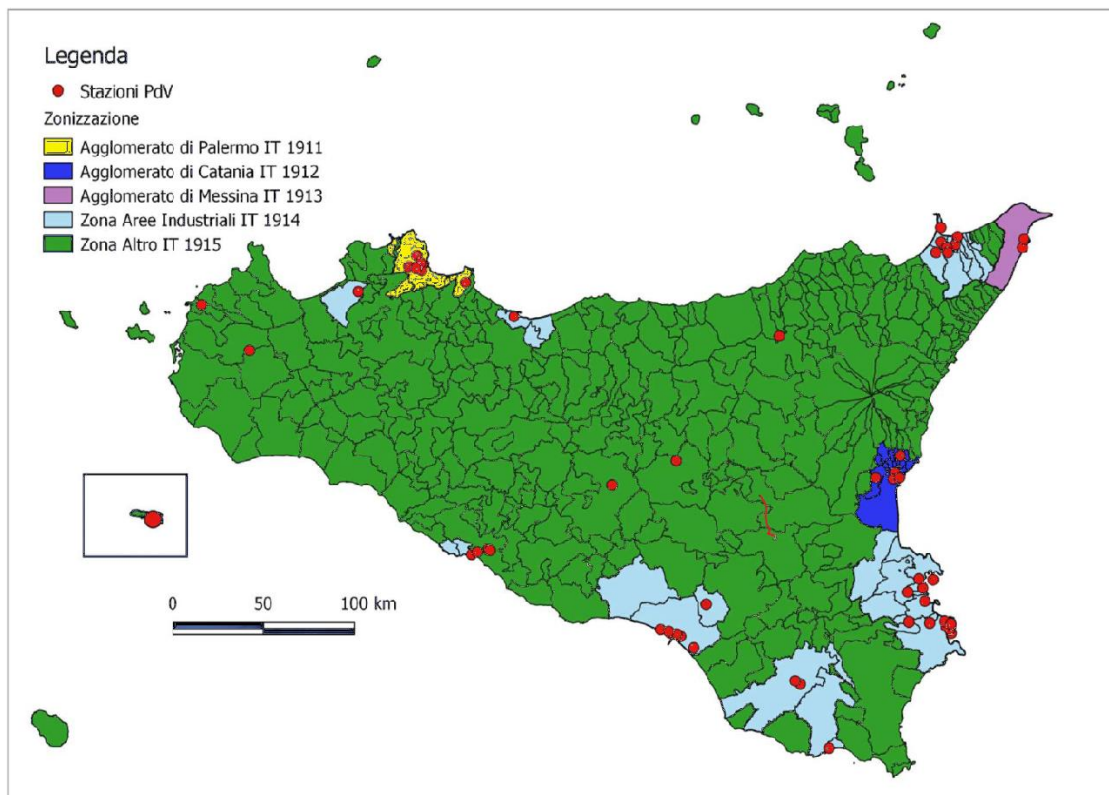 Legenda
Stazioni PdV
Zonizzazione
Agglomerato di Palermo IT 1911
Agglomerato di Catania IT 1912
Agglomerato di Messina IT 1913
Zona Aree Industriali IT 1914
Zona Altro IT 1915
0 50 100 km